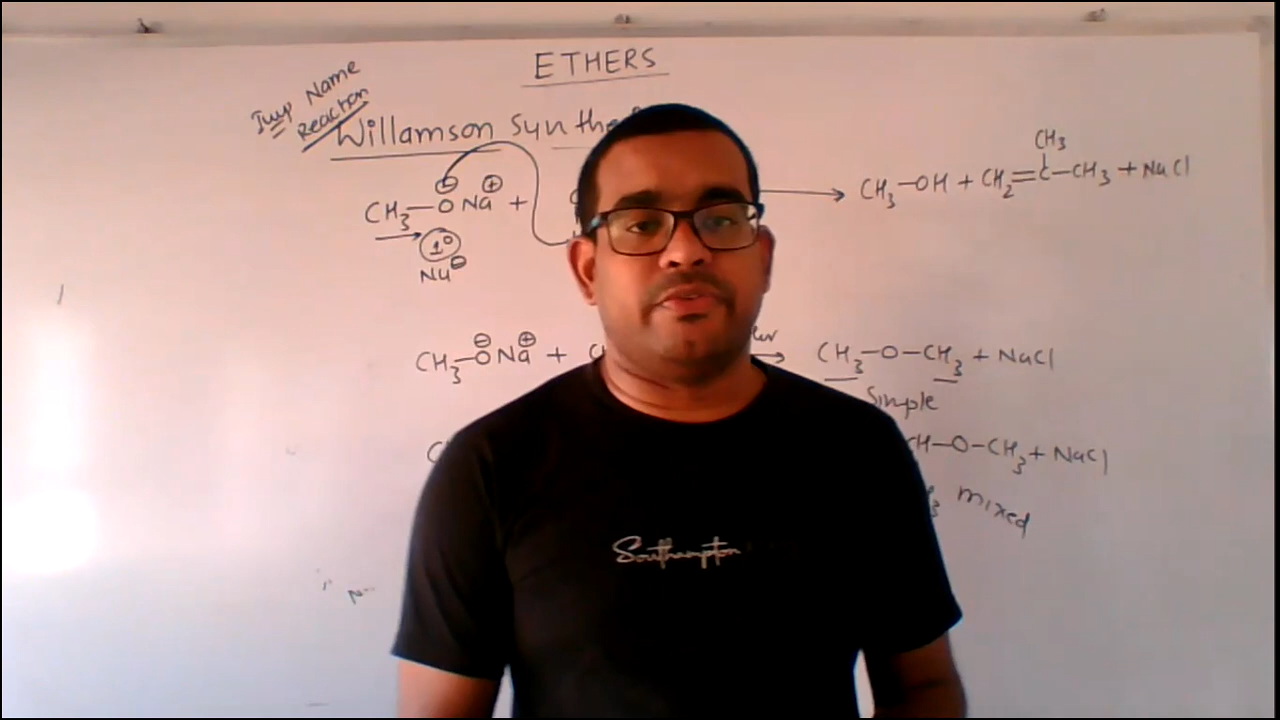 ETHERS
Imp Name
Reaction
Willamson Synthe
CH₃
CH₃-O⊖ Na⊕ + → CH₃-OH + CH₂=C-CH₃ + NaCl
1°
Nu⊖
CH₃-O⊖ Na⊕ + → CH₃-O-CH₃ + NaCl
Simple
CH-O-CH₃ + NaCl
mixed
Southampton